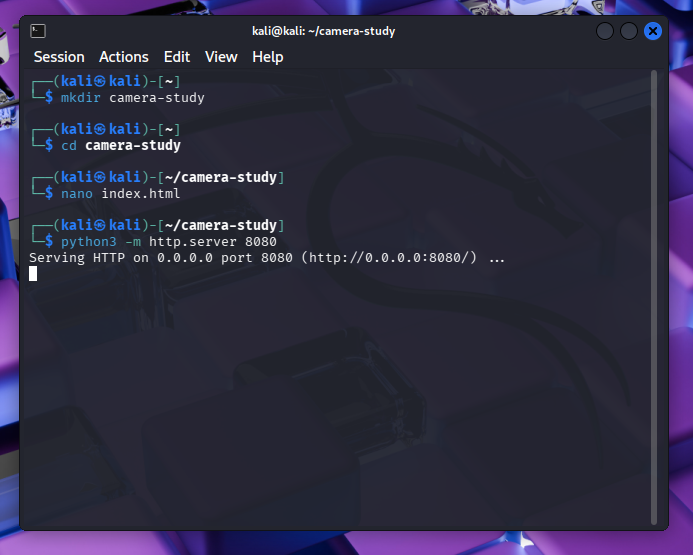 kali@kali: ~/camera-study
Session Actions Edit View Help
┌──(kali㉿kali)-[~]
└─$ mkdir camera-study
┌──(kali㉿kali)-[~]
└─$ cd camera-study
┌──(kali㉿kali)-[~/camera-study]
└─$ nano index.html
┌──(kali㉿kali)-[~/camera-study]
└─$ python3 -m http.server 8080
Serving HTTP on 0.0.0.0 port 8080 (http://0.0.0.0:8080/) ...